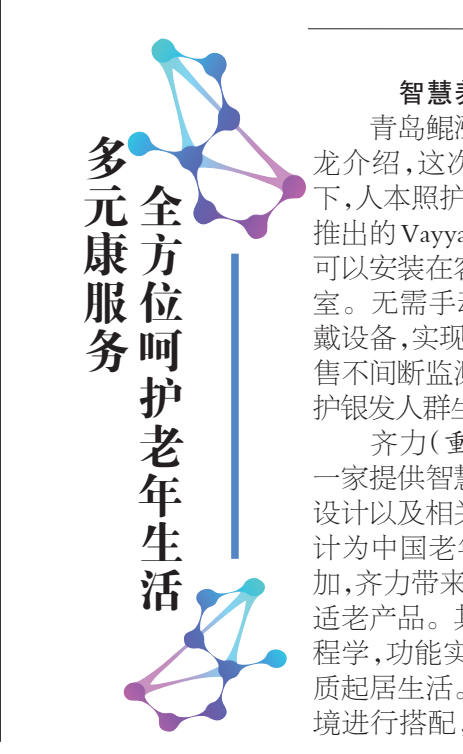 多元康服务
全方位呵护老年生活
智慧
青岛鲲
龙介绍,这次
下,人本照护
推出的Vayya
可以安装在
室。无需手
戴设备,实现
售不间断监测
护银发人群
齐力(重
一家提供智慧
设计以及相关
计为中国老年
加,齐力带来
适老产品。
程学,功能实
质起居生活。
境进行搭配,